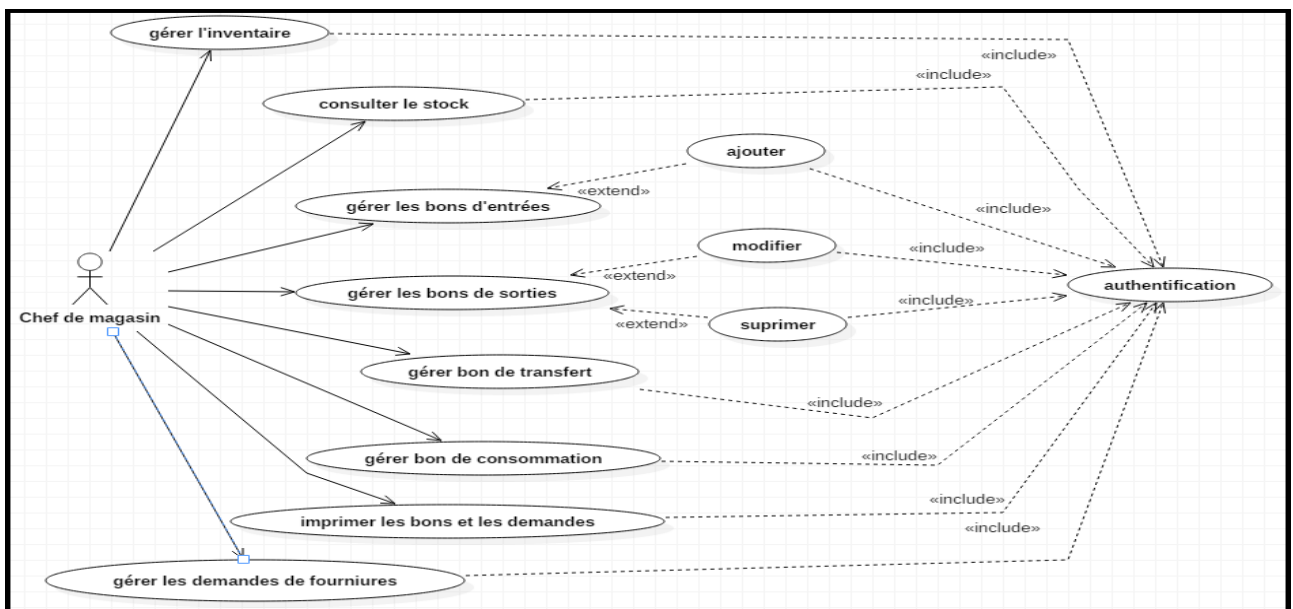 gérer l'inventaire
«include»
consulter le stock
«include»
ajouter
«extend»
gérer les bons d'entrées
«include»
modifier
«include»
«extend»
gérer les bons de sorties
authentification
«include»
Chef de magasin
suprimer
«extend»
gérer bon de transfert
«include»
gérer bon de consommation
«include»
imprimer les bons et les demandes
«include»
«include»
gérer les demandes de fourniures